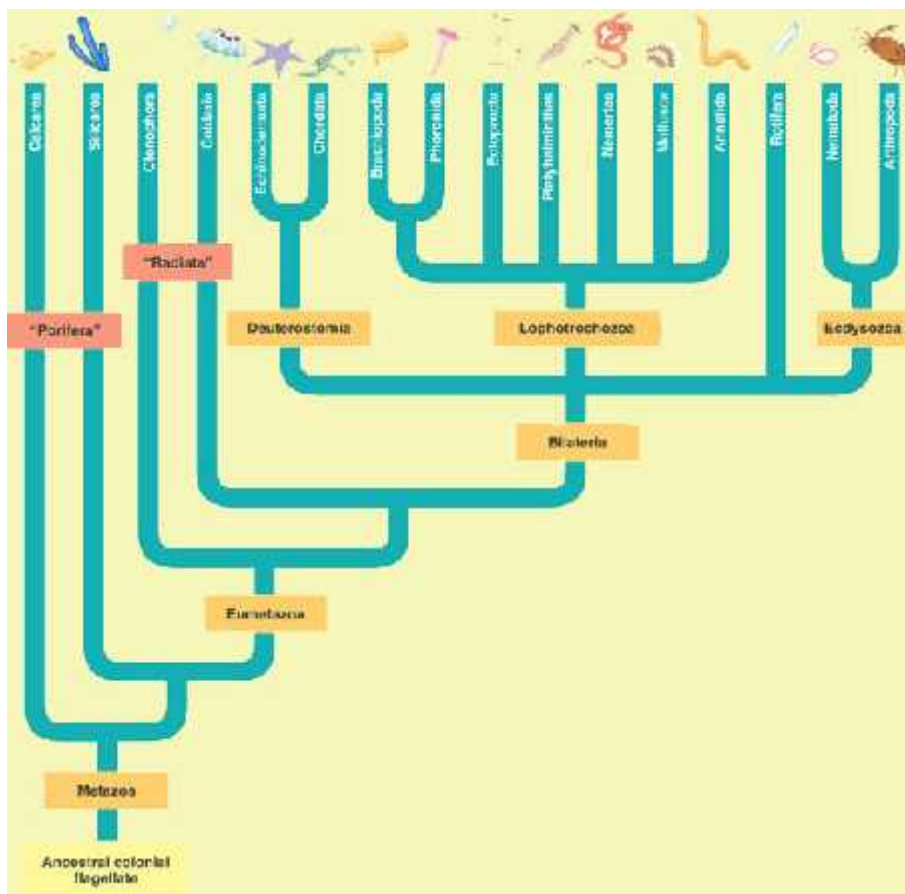 Calcarea
Silicarea
Ctenophora
Cnidaria
Echinodermata
Chordata
Brachiopoda
Phoronida
Ectoprocta
Platyhelminthes
Nemertea
Mollusca
Annelida
Rotifera
Nematoda
Arthropoda
"Radiata"
"Porifera"
Deuterostomia
Lophotrochozoa
Ecdysozoa
Bilateria
Eumetazoa
Metazoa
Ancestral colonial
flagellate